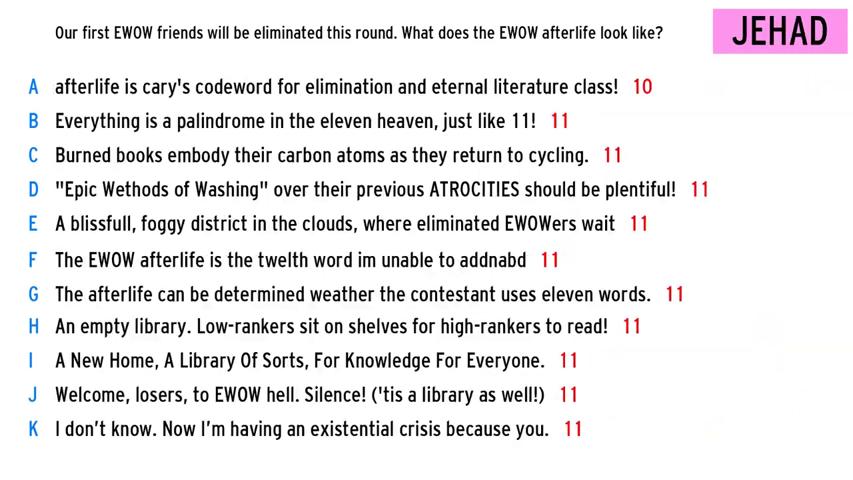 Our first EWOW friends will be eliminated this round. What does the EWOW afterlife look like?
JEHAD
A afterlife is cary's codeword for elimination and eternal literature class! 10
B Everything is a palindrome in the eleven heaven, just like 11! 11
C Burned books embody their carbon atoms as they return to cycling. 11
D "Epic Wethods of Washing" over their previous ATROCITIES should be plentiful! 11
E A blissfull, foggy district in the clouds, where eliminated EWOWers wait 11
F The EWOW afterlife is the twelth word im unable to addnabd 11
G The afterlife can be determined weather the contestant uses eleven words. 11
H An empty library. Low-rankers sit on shelves for high-rankers to read! 11
I A New Home, A Library Of Sorts, For Knowledge For Everyone. 11
J Welcome, losers, to EWOW hell. Silence! ('tis a library as well!) 11
K I don’t know. Now I’m having an existential crisis because you. 11